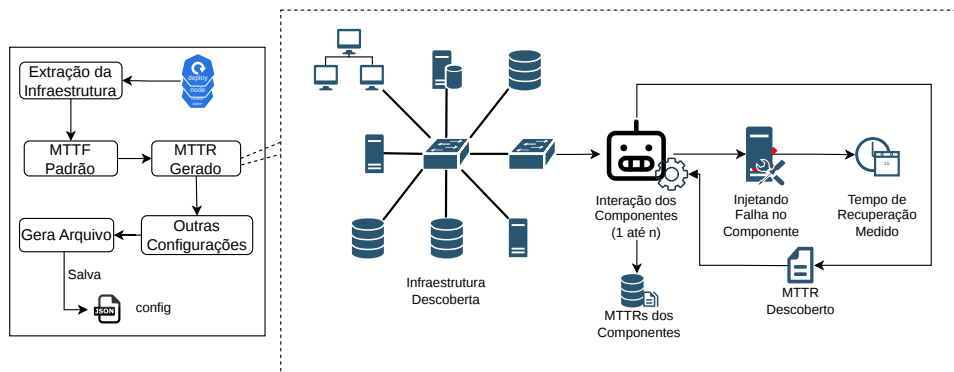 Extração da
Infraestrutura
deploy
node
MTTF
Padrão
MTTR
Gerado
Outras
Configurações
Gera Arquivo
Salva
JSON
config
Infraestrutura
Descoberta
Interação dos
Componentes
(1 até n)
MTTRs dos
Componentes
Injetando
Falha no
Componente
15
Tempo de
Recuperação
Medido
MTTR
Descoberto